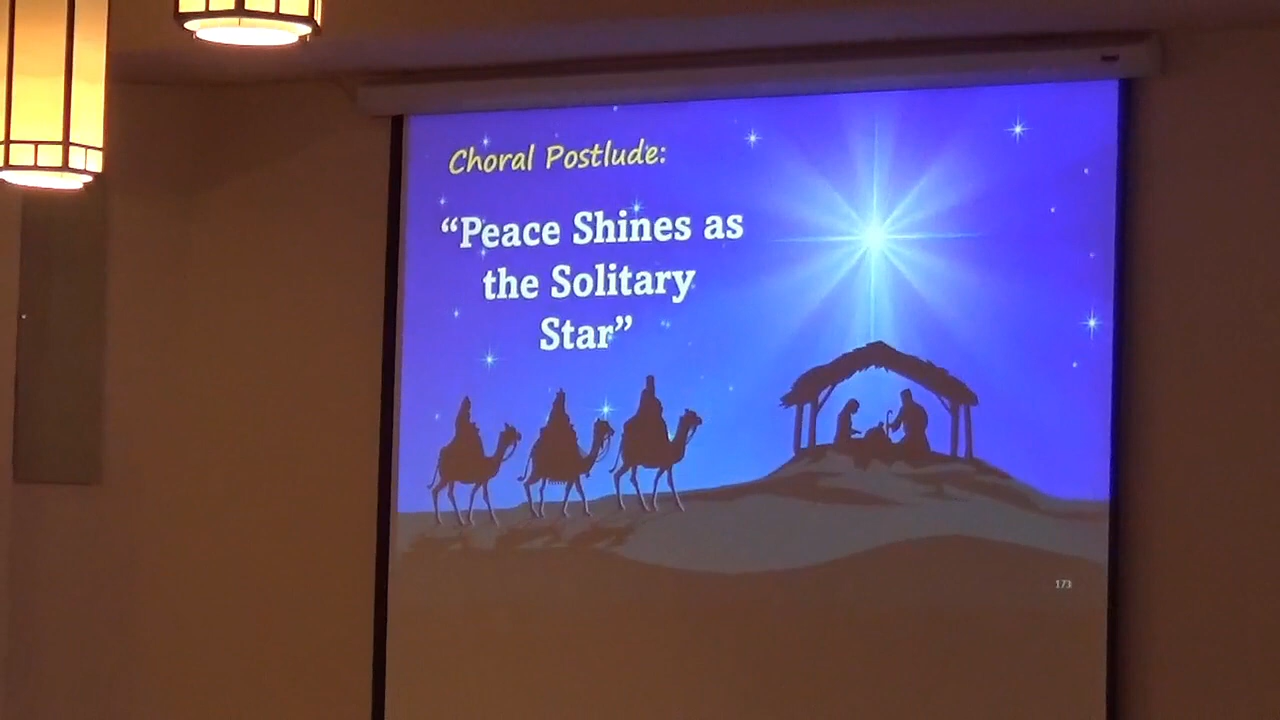 Choral Postlude:
“Peace Shines as
the Solitary
Star”
173